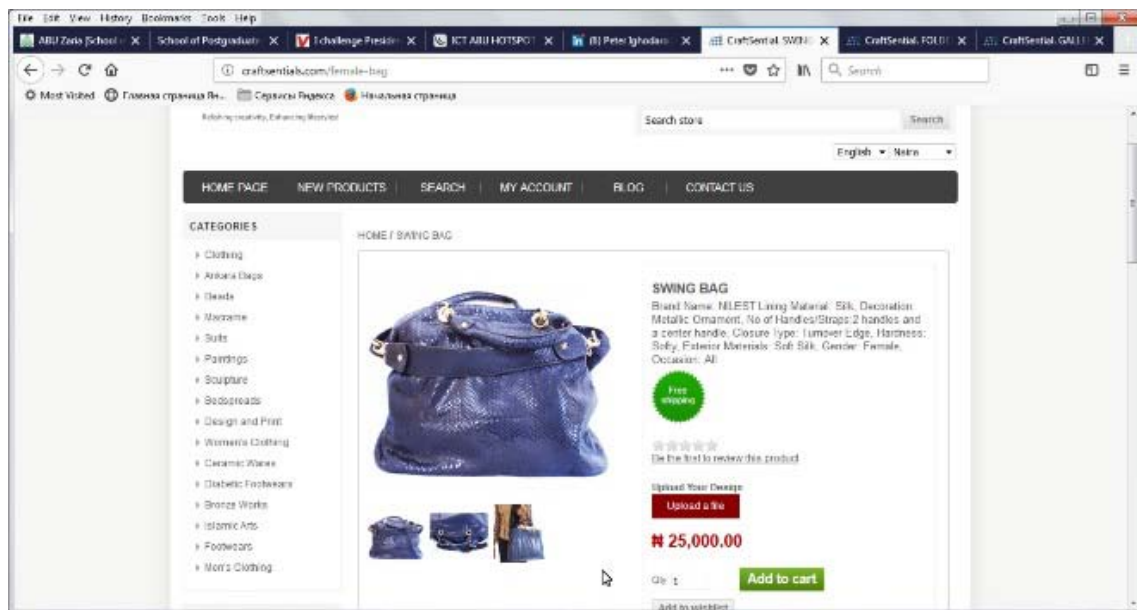 File Edit View History Bookmarks Tools Help
ABU Zaria (School
School of Postgraduat
I challenge Preside
ICT ABU HOTSPOT
(8) Peter Ighodaro
CraftSential. SWING
CraftSential. FOLD
CraftSential. GALLE
craftsentials.com/female-bag
Search
Most Visited Главная страница Ян... Сервисы Яндекса Начальная страница
Search store
Search
English Naira
HOME PAGE NEW PRODUCTS SEARCH MY ACCOUNT BLOG CONTACT US
CATEGORIES
HOME / SWING BAG
Clothing
Ankara Bags
Beads
Macrame
Suits
Paintings
Sculpture
Bedspreads
Design and Print
Women's Clothing
Ceramic Wares
Diabetic Footwears
Bronze Works
Islamic Arts
Footwears
Men's Clothing
SWING BAG
Brand Name: NILEST Lining Material: Silk, Decoration:
Metallic Ornament, No of Handles/Straps:2 handles and
a center handle, Closure Type: Turnover Edge, Hardness:
Softy, Exterior Materials: Soft Silk, Gender: Female,
Occasion: All
Free
shipping
Be the first to review this product
Upload Your Design
Upload a file
₦ 25,000.00
Qty: 1
Add to cart
Add to wishlist